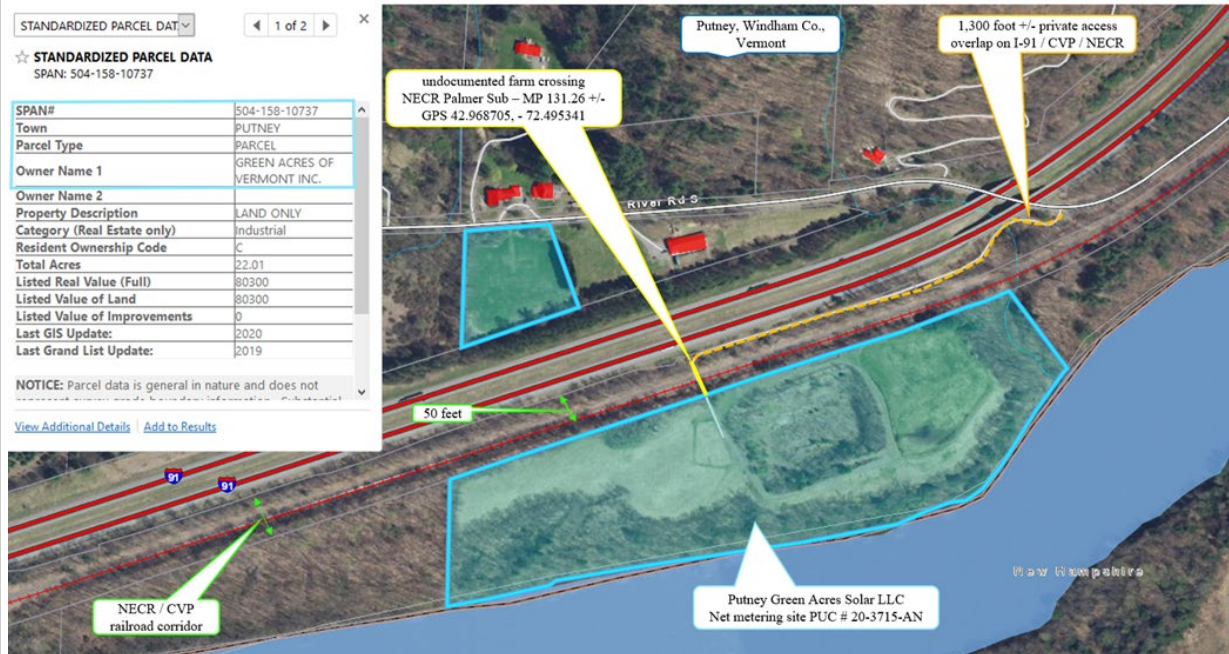 STANDARDIZED PARCEL DAT
1 of 2
STANDARDIZED PARCEL DATA
SPAN: 504-158-10737
SPAN# 504-158-10737
Town PUTNEY
Parcel Type PARCEL
Owner Name 1 GREEN ACRES OF
VERMONT INC.
Owner Name 2
Property Description LAND ONLY
Category (Real Estate only) Industrial
Resident Ownership Code C
Total Acres 22.01
Listed Real Value (Full) 80300
Listed Value of Land 80300
Listed Value of Improvements 0
Last GIS Update: 2020
Last Grand List Update: 2019
NOTICE: Parcel data is general in nature and does not
View Additional Details Add to Results
Putney, Windham Co.,
Vermont
1,300 foot +/- private access
overlap on I-91 / CVP / NECR
undocumented farm crossing
NECR Palmer Sub – MP 131.26 +/-
GPS 42.968705, - 72.495341
River Rd S
50 feet
91
91
NECR / CVP
railroad corridor
New Hampshire
Putney Green Acres Solar LLC
Net metering site PUC # 20-3715-AN